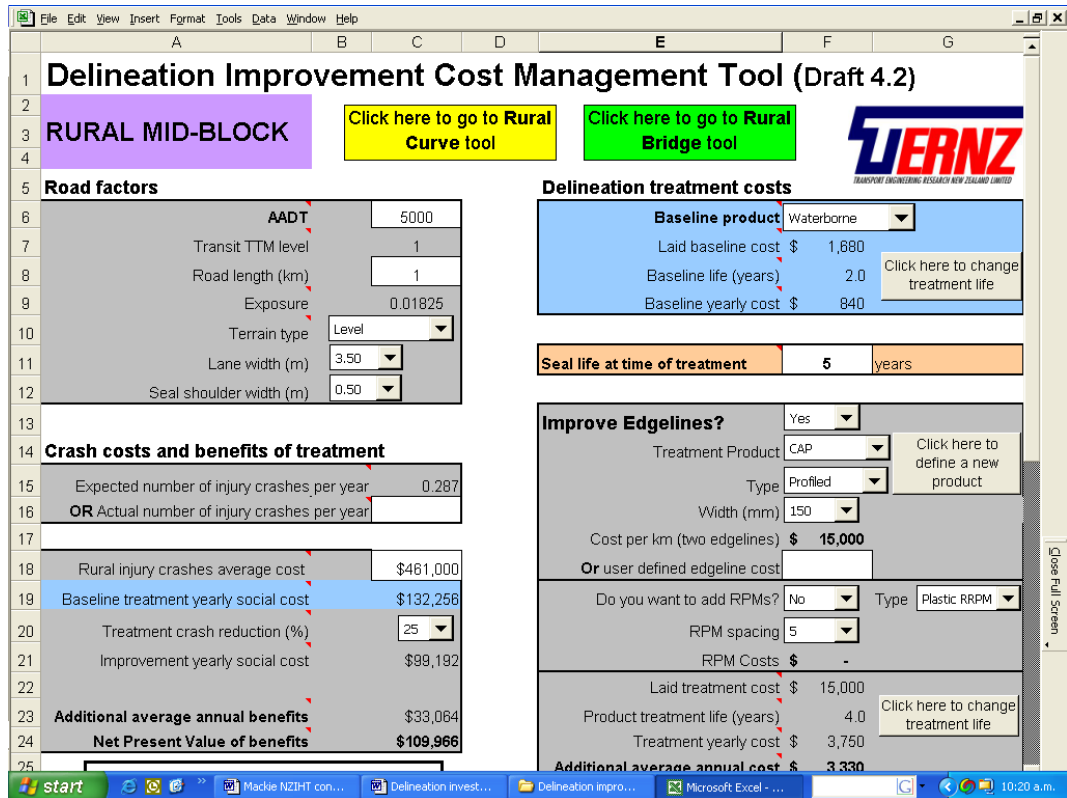 File Edit View Insert Format Tools Data Window Help
A B C D E F G
1 Delineation Improvement Cost Management Tool (Draft 4.2)
2
3 RURAL MID-BLOCK
4
Click here to go to Rural
Curve tool
Click here to go to Rural
Bridge tool
TERNZ
TRANSPORT ENGINEERING RESEARCH NEW ZEALAND LIMITED
5 Road factors Delineation treatment costs
6 AADT 5000 Baseline product Waterborne
7 Transit TTM level 1 Laid baseline cost $ 1,680
8 Road length (km) 1 Baseline life (years) 2.0
Click here to change
treatment life
9 Exposure 0.01825 Baseline yearly cost $ 840
10 Terrain type Level
11 Lane width (m) 3.50 Seal life at time of treatment 5 years
12 Seal shoulder width (m) 0.50
13 Improve Edgelines? Yes
14 Crash costs and benefits of treatment Treatment Product CAP
Click here to
define a new
product
15 Expected number of injury crashes per year 0.287 Type Profiled
16 OR Actual number of injury crashes per year Width (mm) 150
17 Cost per km (two edgelines) $ 15,000
18 Rural injury crashes average cost $461,000 Or user defined edgeline cost
19 Baseline treatment yearly social cost $132,256 Do you want to add RPMs? No Type Plastic RRPM
20 Treatment crash reduction (%) 25 RPM spacing 5
21 Improvement yearly social cost $99,192 RPM Costs $ -
22 Laid treatment cost $ 15,000
23 Additional average annual benefits $33,064 Product treatment life (years) 4.0
Click here to change
treatment life
24 Net Present Value of benefits $109,966 Treatment yearly cost $ 3,750
25 Additional average annual cost $ 3.330
Close Full Screen
start Mackie NZIHT con... Delineation invest... Delineation impro... Microsoft Excel - ... G 10:20 a.m.